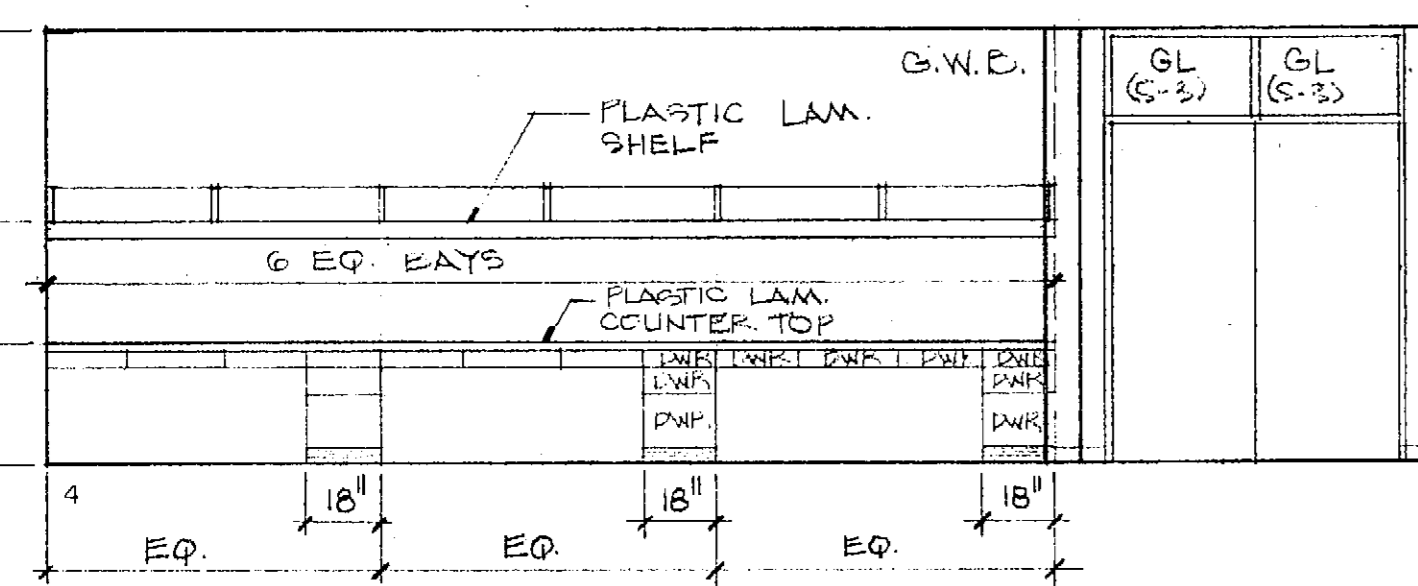 G.W.B.
GL
(S-3)
GL
(S-3)
PLASTIC LAM.
SHELF
6 EQ. BAYS
PLASTIC LAM.
COUNTER TOP
DWR DWR DWR DWR DWR
DWR DWR
DWR. DWR
4
18" 18" 18"
EQ. EQ. EQ.